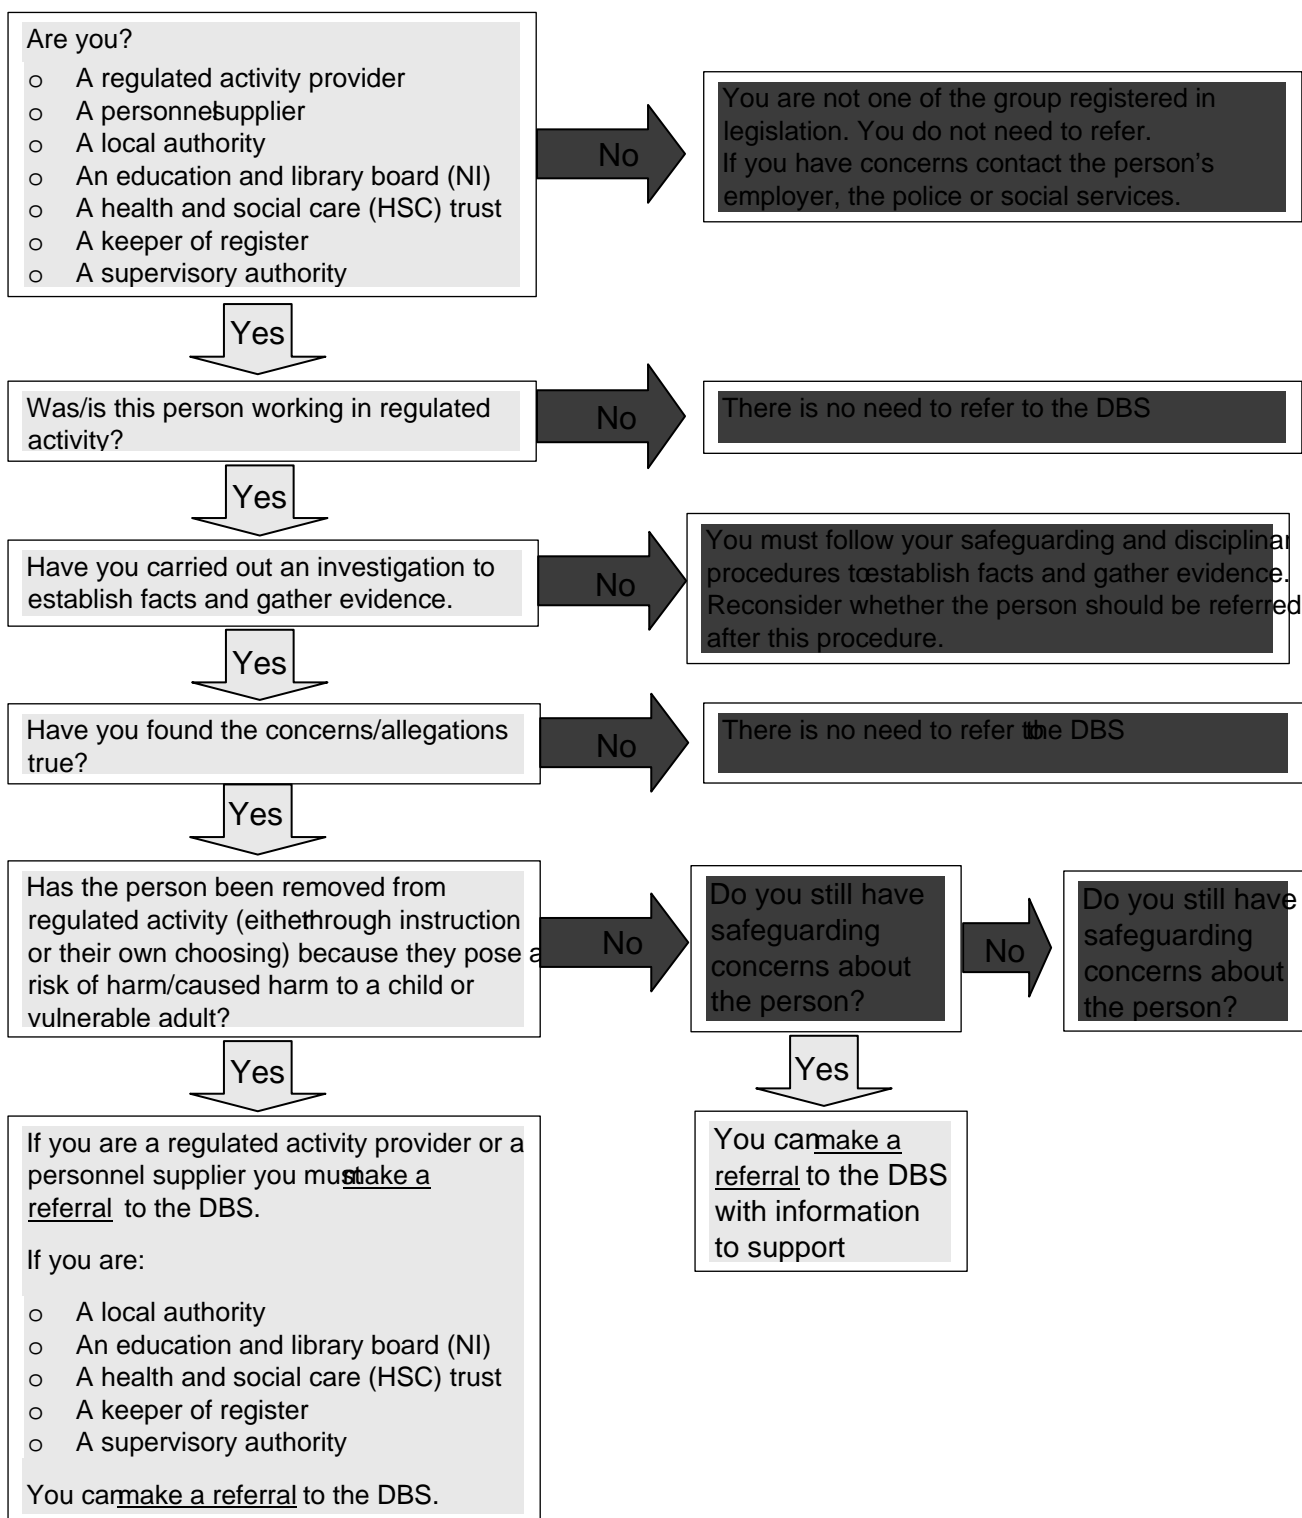 Are you?
o A regulated activity provider
o A personnel supplier
o A local authority
o An education and library board (NI)
o A health and social care (HSC) trust
o A keeper of register
o A supervisory authority
No
You are not one of the group registered in
legislation. You do not need to refer.
If you have concerns contact the person's
employer, the police or social services.
Yes
Was/is this person working in regulated
activity?
No
There is no need to refer to the DBS
Yes
Have you carried out an investigation to
establish facts and gather evidence.
No
You must follow your safeguarding and disciplinar
procedures to establish facts and gather evidence.
Reconsider whether the person should be referred
after this procedure.
Yes
Have you found the concerns/allegations
true?
No
There is no need to refer to the DBS
Yes
Has the person been removed from
regulated activity (either through instruction
or their own choosing) because they pose a
risk of harm/caused harm to a child or
vulnerable adult?
No
Do you still have
safeguarding
concerns about
the person?
No
Do you still have
safeguarding
concerns about
the person?
Yes
If you are a regulated activity provider or a
personnel supplier you must make a
referral to the DBS.
If you are:
o A local authority
o An education and library board (NI)
o A health and social care (HSC) trust
o A keeper of register
o A supervisory authority
You can make a referral to the DBS.
Yes
You can make a
referral to the DBS
with information
to support